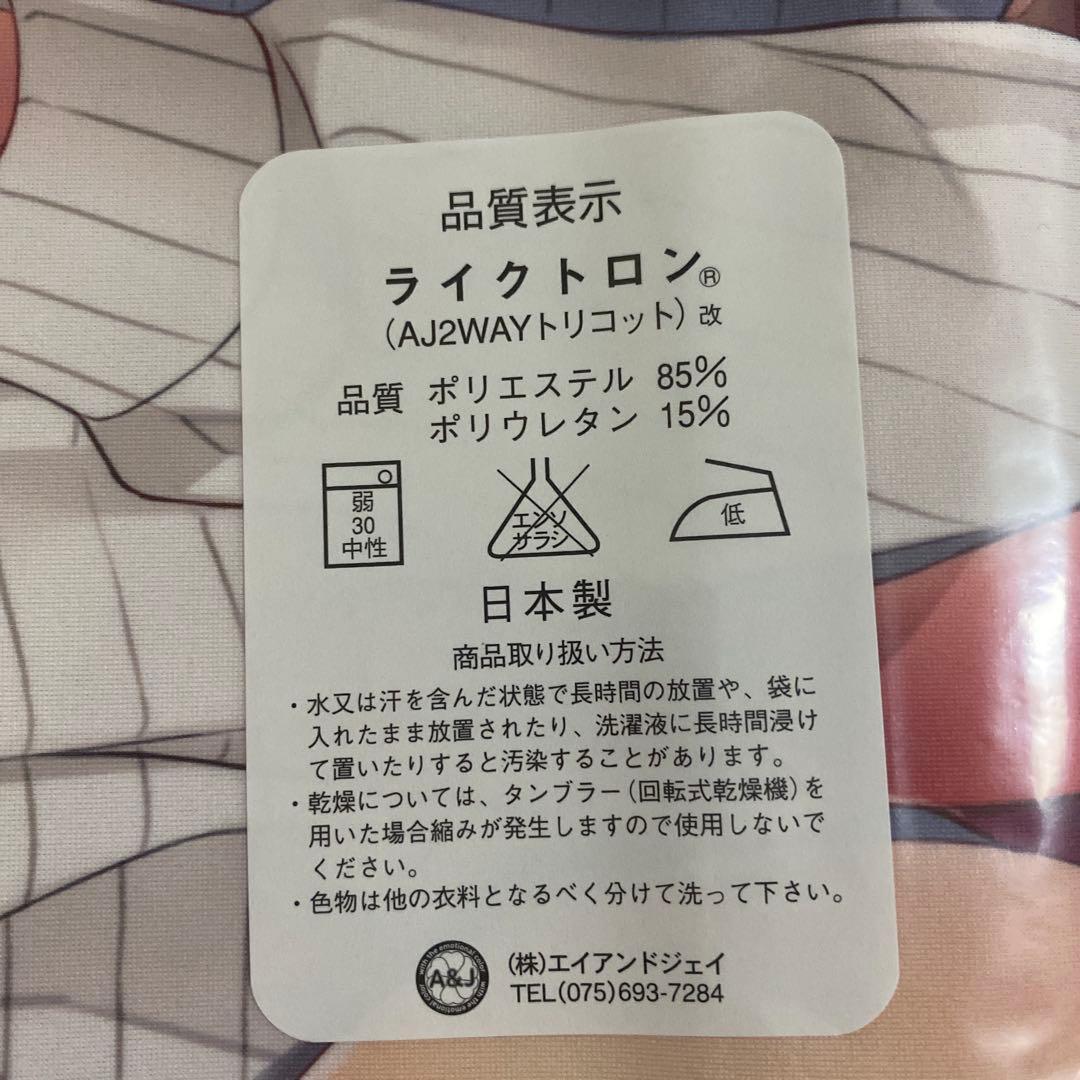 品質表示
ライクトロン®
(AJ2WAYトリコット)改
品質 ポリエステル 85%
ポリウレタン 15%
弱
30
中性
エンソ
サラシ
低
日本製
商品取り扱い方法
・水又は汗を含んだ状態で長時間の放置や、袋に
入れたまま放置されたり、洗濯液に長時間浸け
て置いたりすると汚染することがあります。
・乾燥については、タンブラー(回転式乾燥機)を
用いた場合縮みが発生しますので使用しないで
ください。
・色物は他の衣料となるべく分けて洗って下さい。
with the emotional color
A&J
with the emotional color
(株)エイアンドジェイ
TEL(075)693-7284